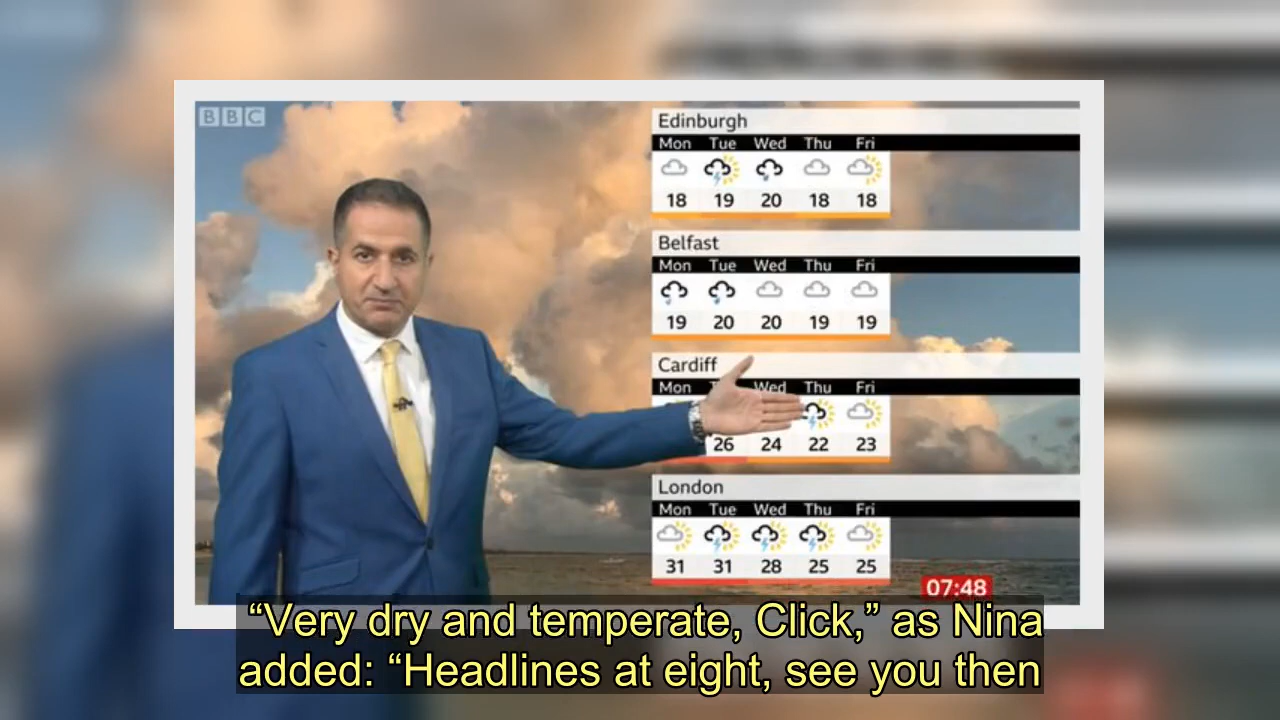 BBC
Edinburgh
Mon Tue Wed Thu Fri
18 19 20 18 18
Belfast
Mon Tue Wed Thu Fri
19 20 20 19 19
Cardiff
Mon Wed Thu Fri
26 24 22 23
London
Mon Tue Wed Thu Fri
31 31 28 25 25
07:48
“Very dry and temperate, Click,” as Nina
added: “Headlines at eight, see you then